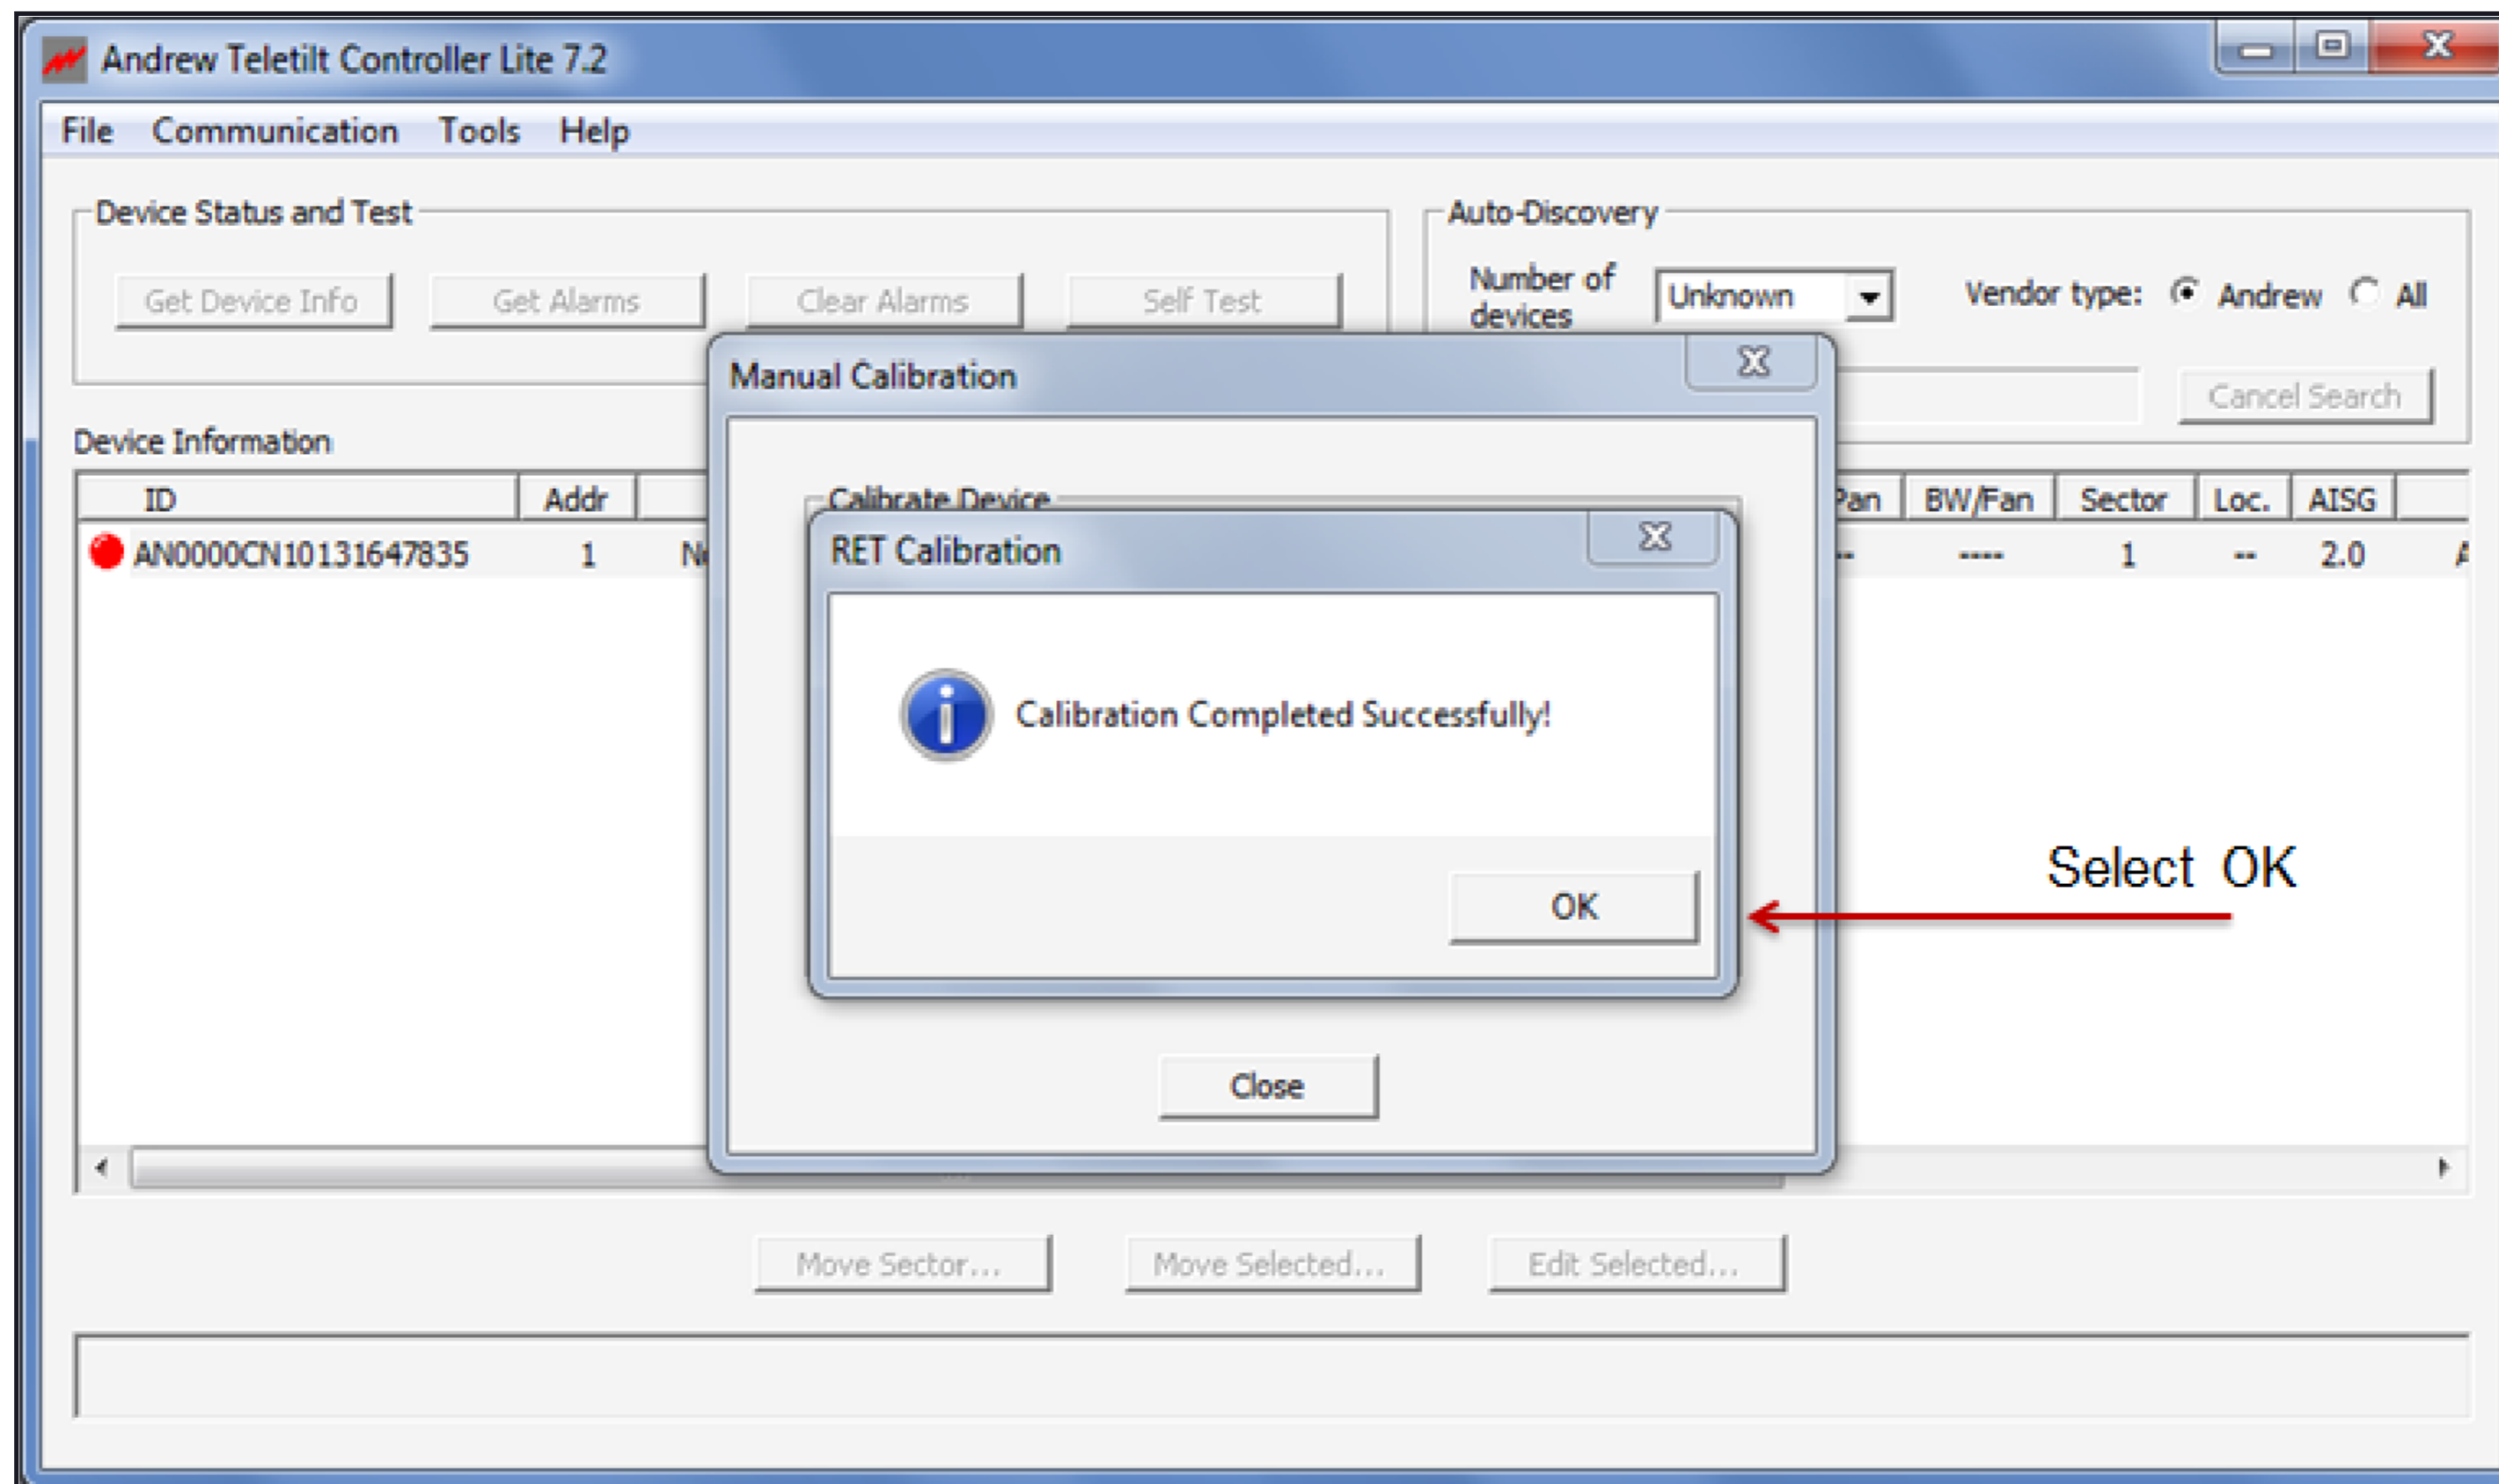 Andrew Teletilt Controller Lite 7.2
File Communication Tools Help
Device Status and Test
Get Device Info Get Alarms Clear Alarms Self Test
Auto-Discovery
Number of
devices
Unknown Vendor type: Andrew All
Cancel Search
Device Information
ID Addr Pan BW/Fan Sector Loc. AISG
AN0000CN10131647835 1 -- ---- 1 -- 2.0
Manual Calibration
Calibrate Device
RET Calibration
Calibration Completed Successfully!
OK
Select OK
Close
Move Sector... Move Selected... Edit Selected...